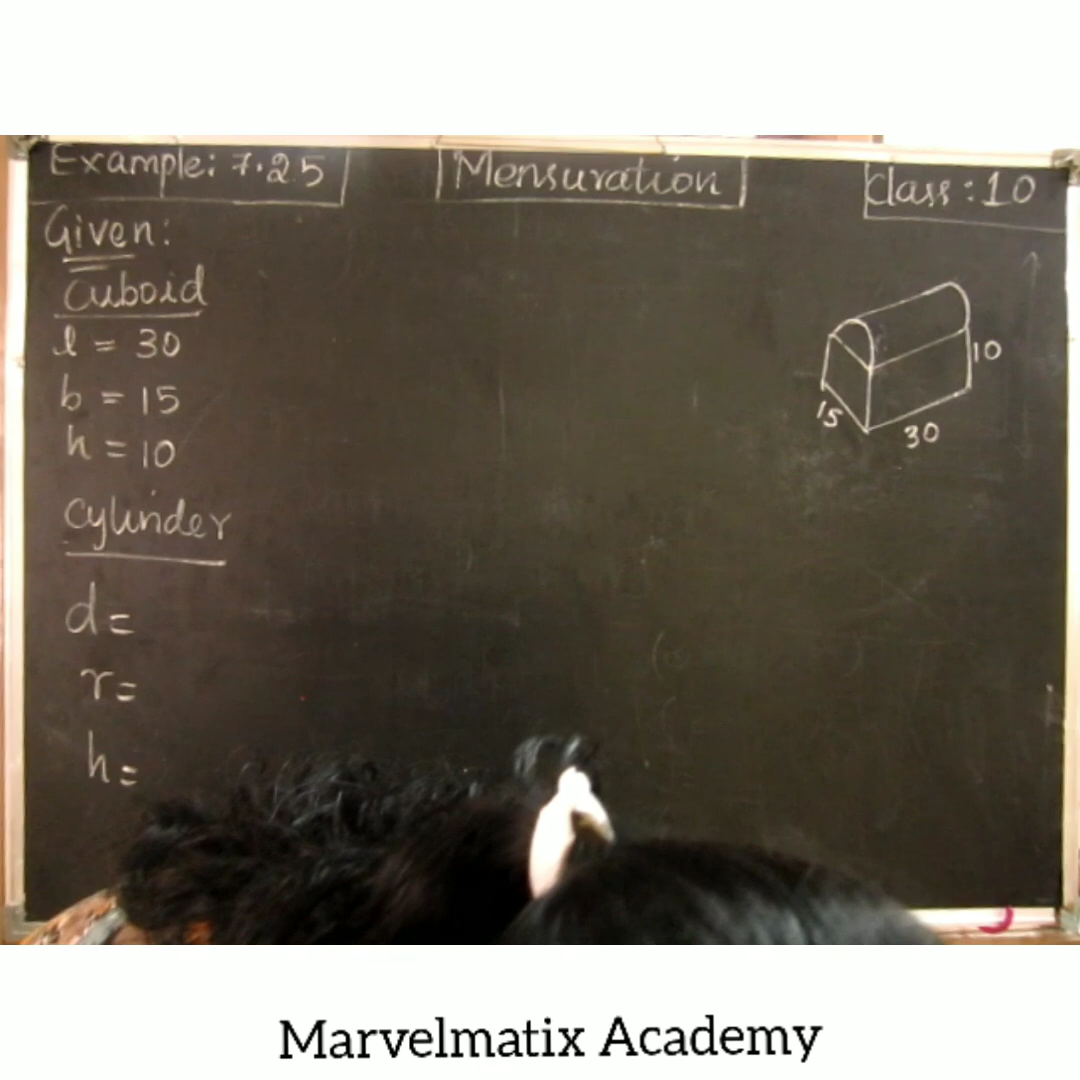 Example: 7.25
Mensuration
Class: 10
Given:
Cuboid
l = 30
b = 15
h = 10
Cylinder
d =
r =
h =
10
15
30
Marvelmatix Academy